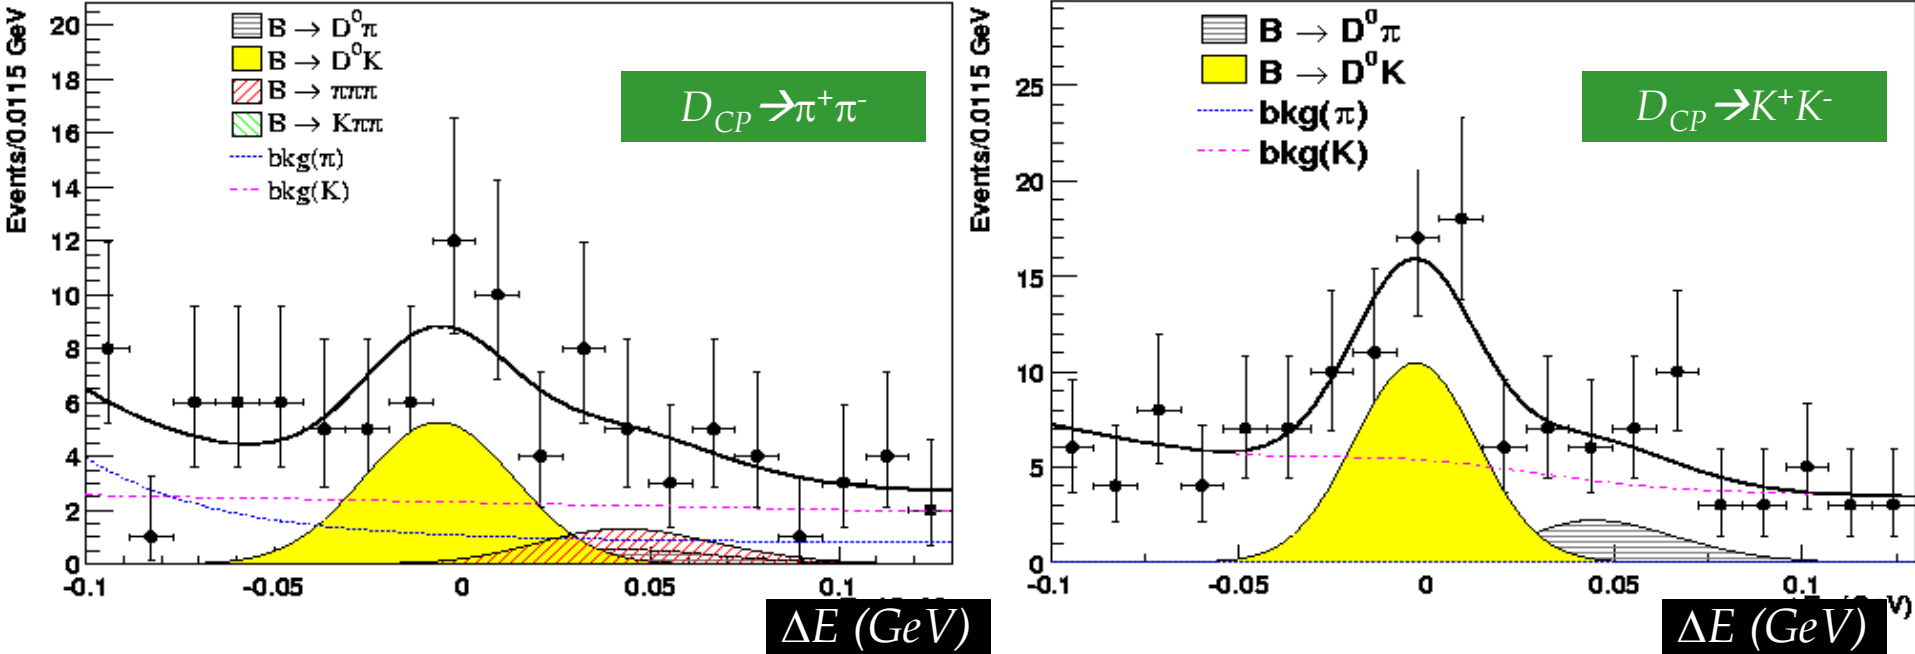 Events/0.0115 GeV
20
18
16
14
12
10
8
6
4
2
0
B → D⁰π
B → D⁰K
B → πππ
B → Kππ
bkg(π)
bkg(K)
D_CP →π⁺π⁻
-0.1 -0.05 0 0.05 0.1
ΔE (GeV)
Events/0.0115 GeV
25
20
15
10
5
0
B → D⁰π
B → D⁰K
bkg(π)
bkg(K)
D_CP →K⁺K⁻
-0.1 -0.05 0 0.05 0.1
ΔE (GeV)